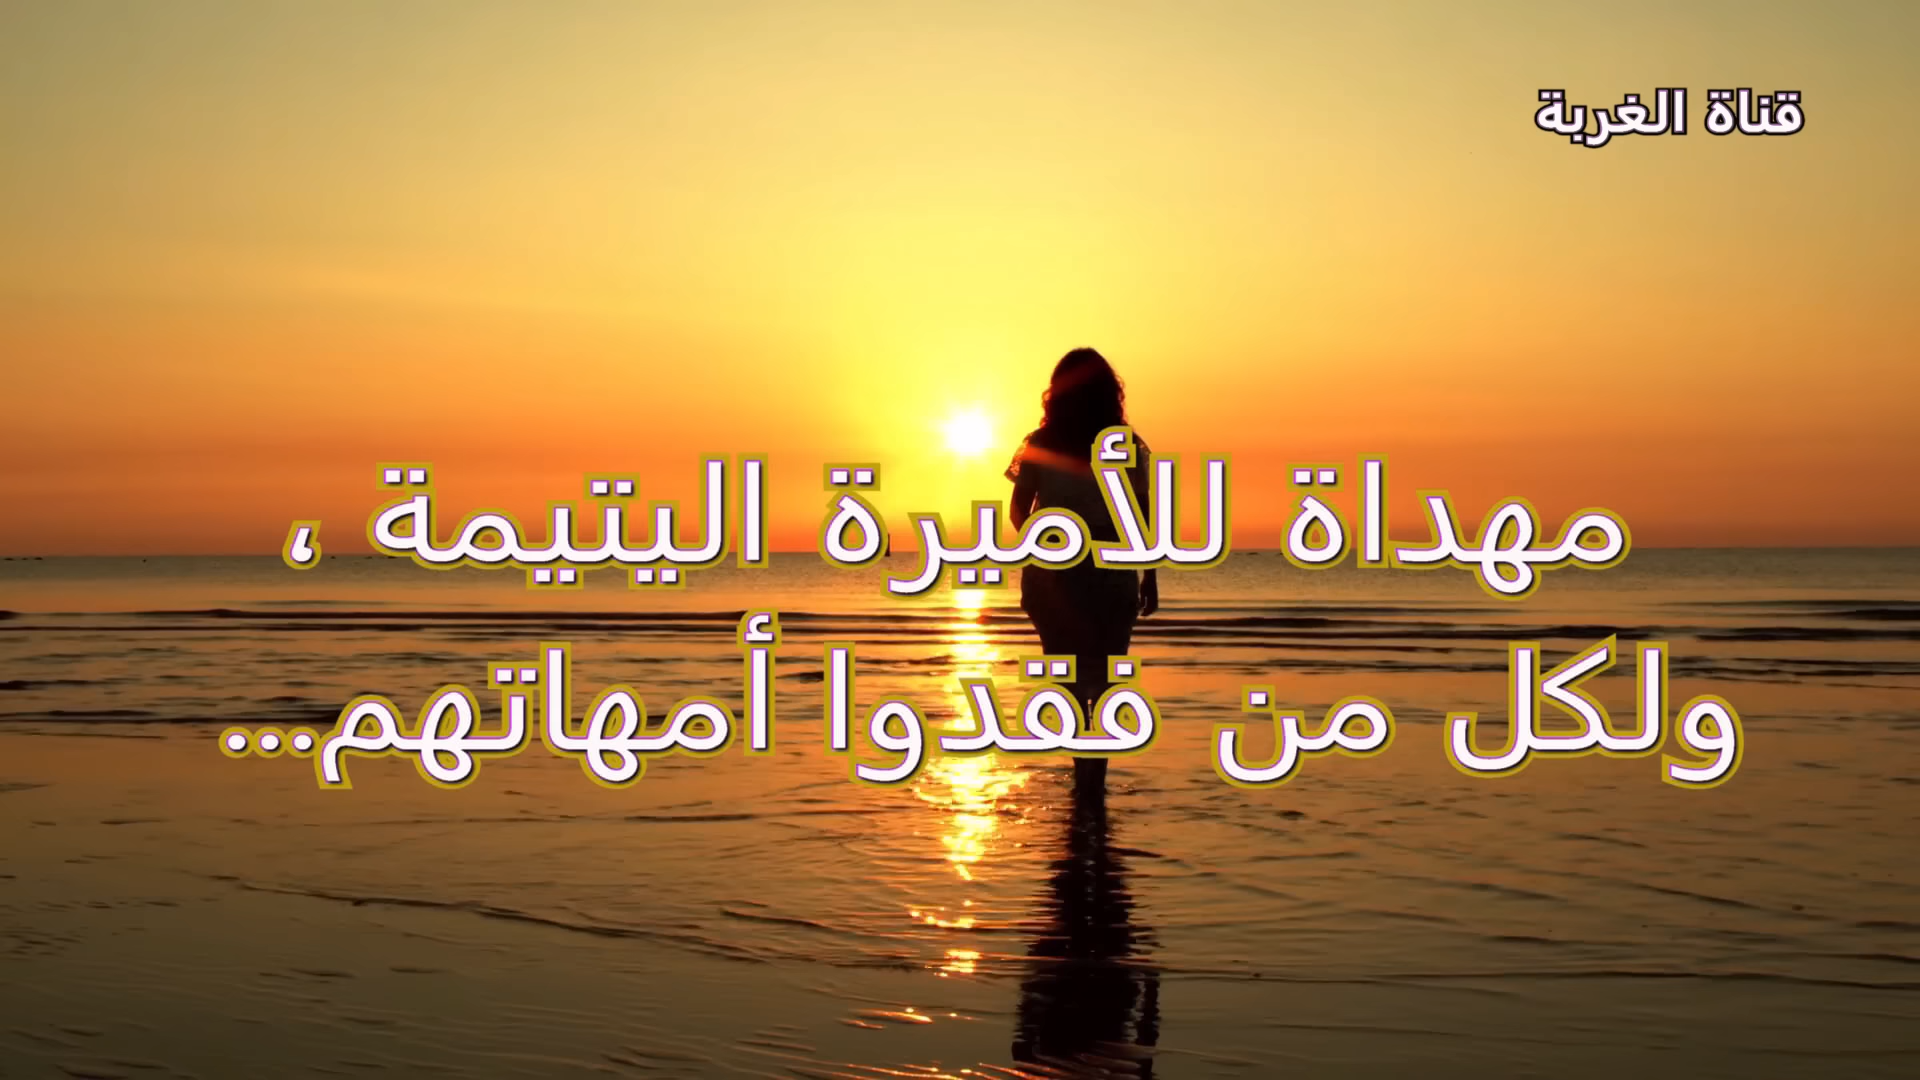 قناة الغربة
مهداة للأميرة اليتيمة ،
ولكل من فقدوا أمهاتهم...